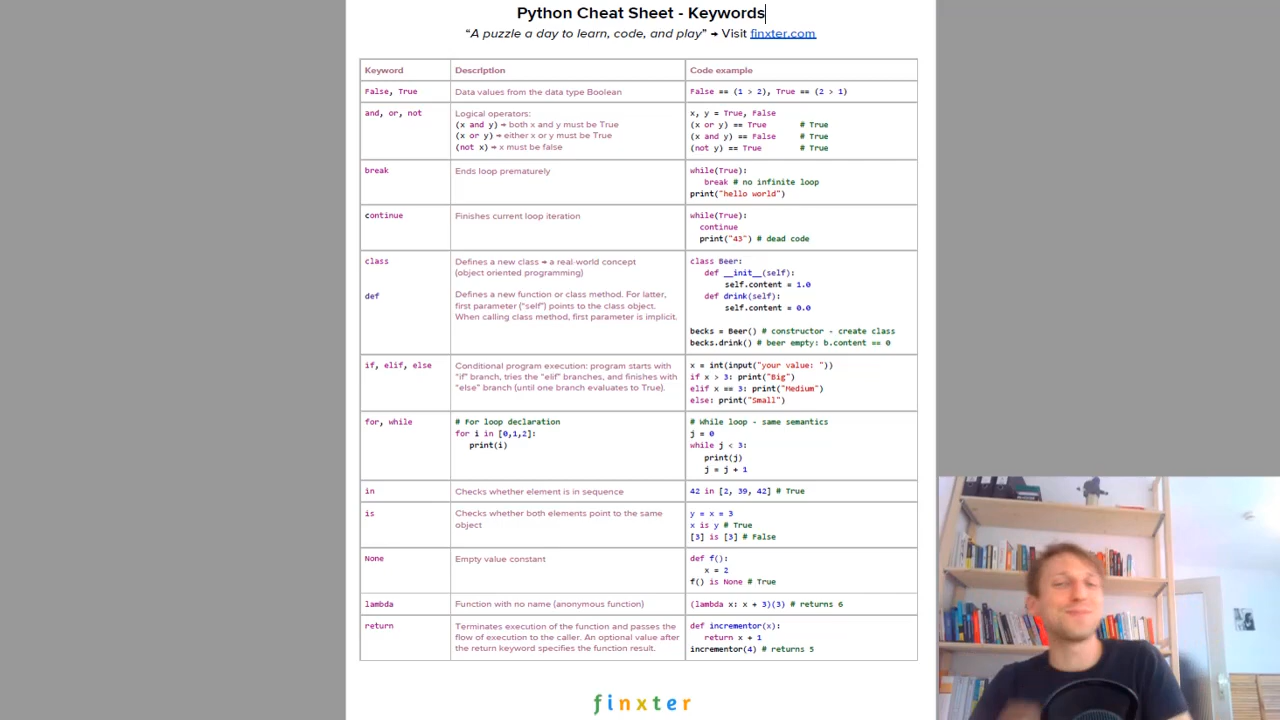 Python Cheat Sheet - Keywords
“A puzzle a day to learn, code, and play” → Visit finxter.com
Keyword Description Code example
False, True Data values from the data type Boolean False == (1 > 2), True == (2 > 1)
and, or, not Logical operators: x, y = True, False
(x and y) → both x and y must be True (x or y) == True # True
(x or y) → either x or y must be True (x and y) == False # True
(not x) → x must be false (not y) == True # True
break Ends loop prematurely while(True):
break # no infinite loop
print("hello world")
continue Finishes current loop iteration while(True):
continue
print("43") # dead code
class Defines a new class → a real world concept class Beer:
(object oriented programming) def __init__(self):
self.content = 1.0
def Defines a new function or class method. For latter, def drink(self):
first parameter (“self”) points to the class object. self.content = 0.0
When calling class method, first parameter is implicit.
becks = Beer() # constructor - create class
becks.drink() # beer empty: b.content == 0
if, elif, else Conditional program execution: program starts with x = int(input("your value: "))
“if” branch, tries the “elif” branches, and finishes with if x > 3: print("Big")
“else” branch (until one branch evaluates to True). elif x == 3: print("Medium")
else: print("Small")
for, while # For loop declaration # While loop - same semantics
for i in [0,1,2]: j = 0
print(i) while j < 3:
print(j)
j = j + 1
in Checks whether element is in sequence 42 in [2, 39, 42] # True
is Checks whether both elements point to the same y = x = 3
object x is y # True
[3] is [3] # False
None Empty value constant def f():
x = 2
f() is None # True
lambda Function with no name (anonymous function) (lambda x: x + 3)(3) # returns 6
return Terminates execution of the function and passes the def incrementor(x):
flow of execution to the caller. An optional value after return x + 1
the return keyword specifies the function result. incrementor(4) # returns 5
finxter